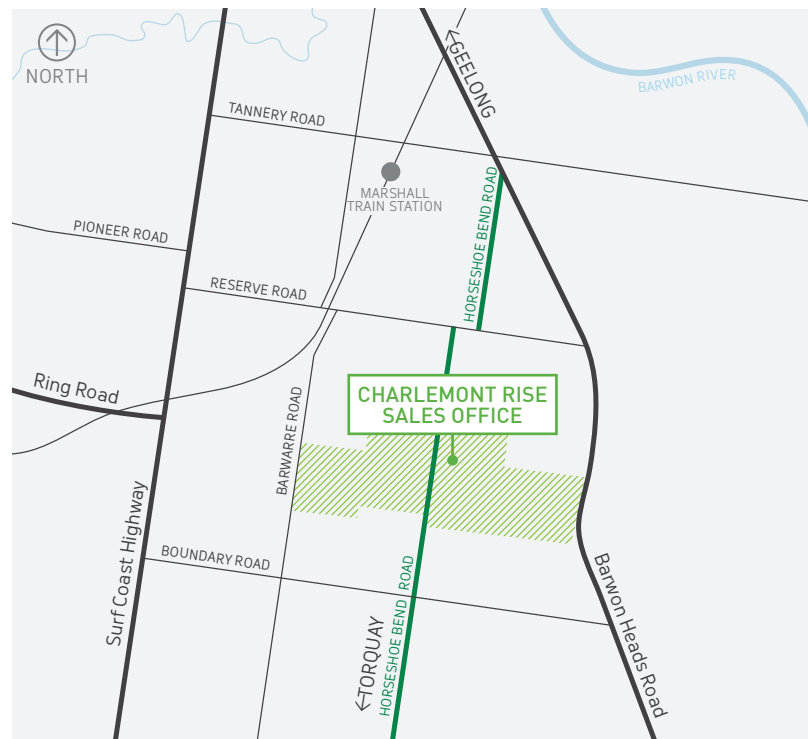 NORTH
←GEELONG
BARWON RIVER
TANNERY ROAD
MARSHALL
TRAIN STATION
HORSESHOE BEND ROAD
PIONEER ROAD
RESERVE ROAD
Ring Road
CHARLEMONT RISE
SALES OFFICE
BARWARRE ROAD
Surf Coast Highway
BOUNDARY ROAD
HORSESHOE BEND ROAD
←TORQUAY
Barwon Heads Road